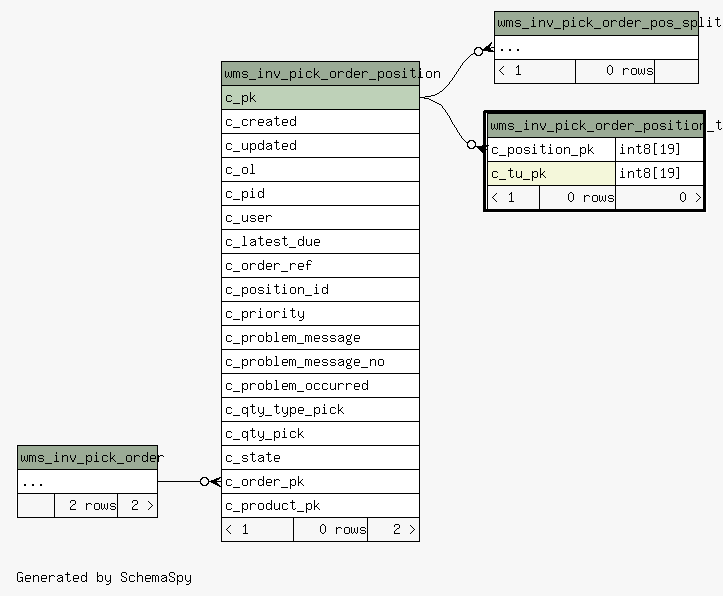 wms_inv_pick_order_pos_split
...
< 1 0 rows
wms_inv_pick_order_position
c_pk
c_created
c_updated
c_ol
c_pid
c_user
c_latest_due
c_order_ref
c_position_id
c_priority
c_problem_message
c_problem_message_no
c_problem_occurred
c_qty_type_pick
c_qty_pick
c_state
c_order_pk
c_product_pk
< 1 0 rows 2 >
wms_inv_pick_order_position_t
c_position_pk int8[19]
c_tu_pk int8[19]
< 1 0 rows 0 >
wms_inv_pick_order
...
2 rows 2 >
Generated by SchemaSpy